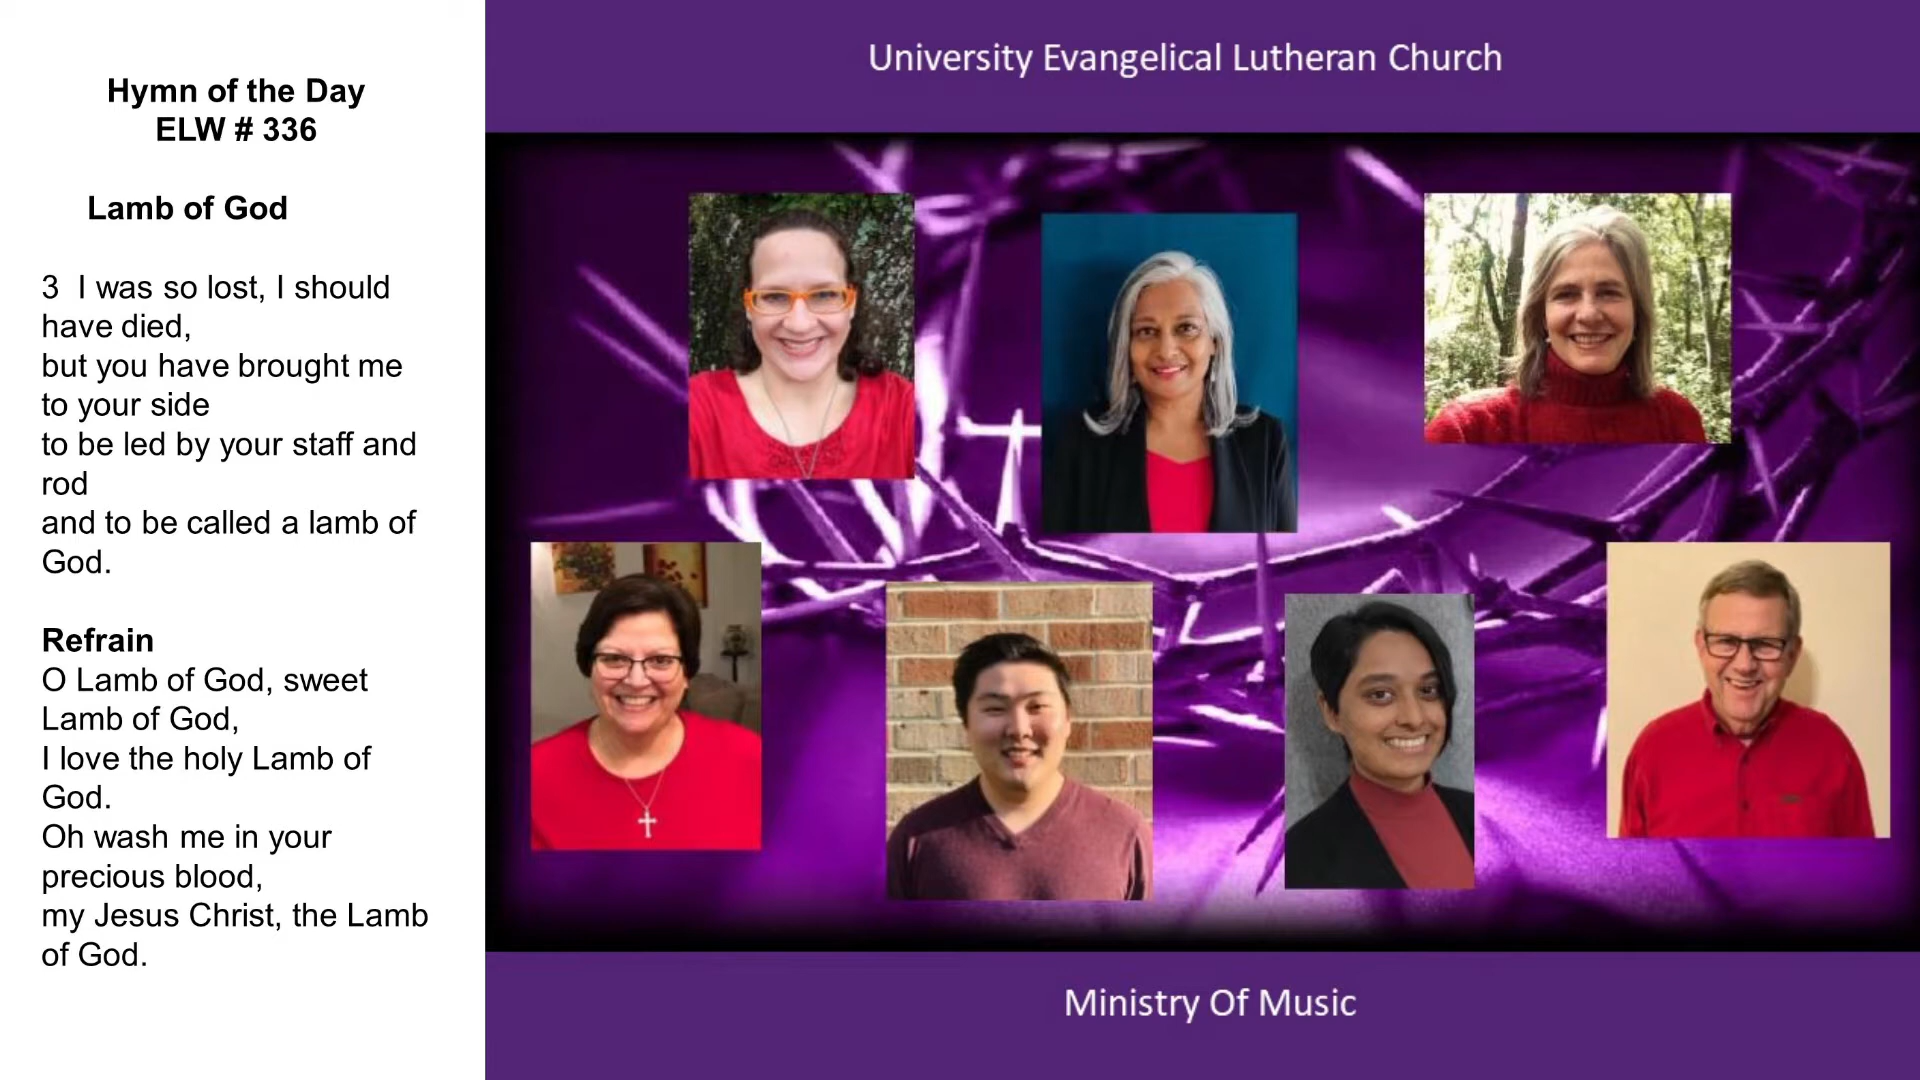 Hymn of the Day
ELW # 336
Lamb of God
3  I was so lost, I should
have died,
but you have brought me
to your side
to be led by your staff and
rod
and to be called a lamb of
God.
Refrain
O Lamb of God, sweet
Lamb of God,
I love the holy Lamb of
God.
Oh wash me in your
precious blood,
my Jesus Christ, the Lamb
of God.
University Evangelical Lutheran Church
Ministry Of Music